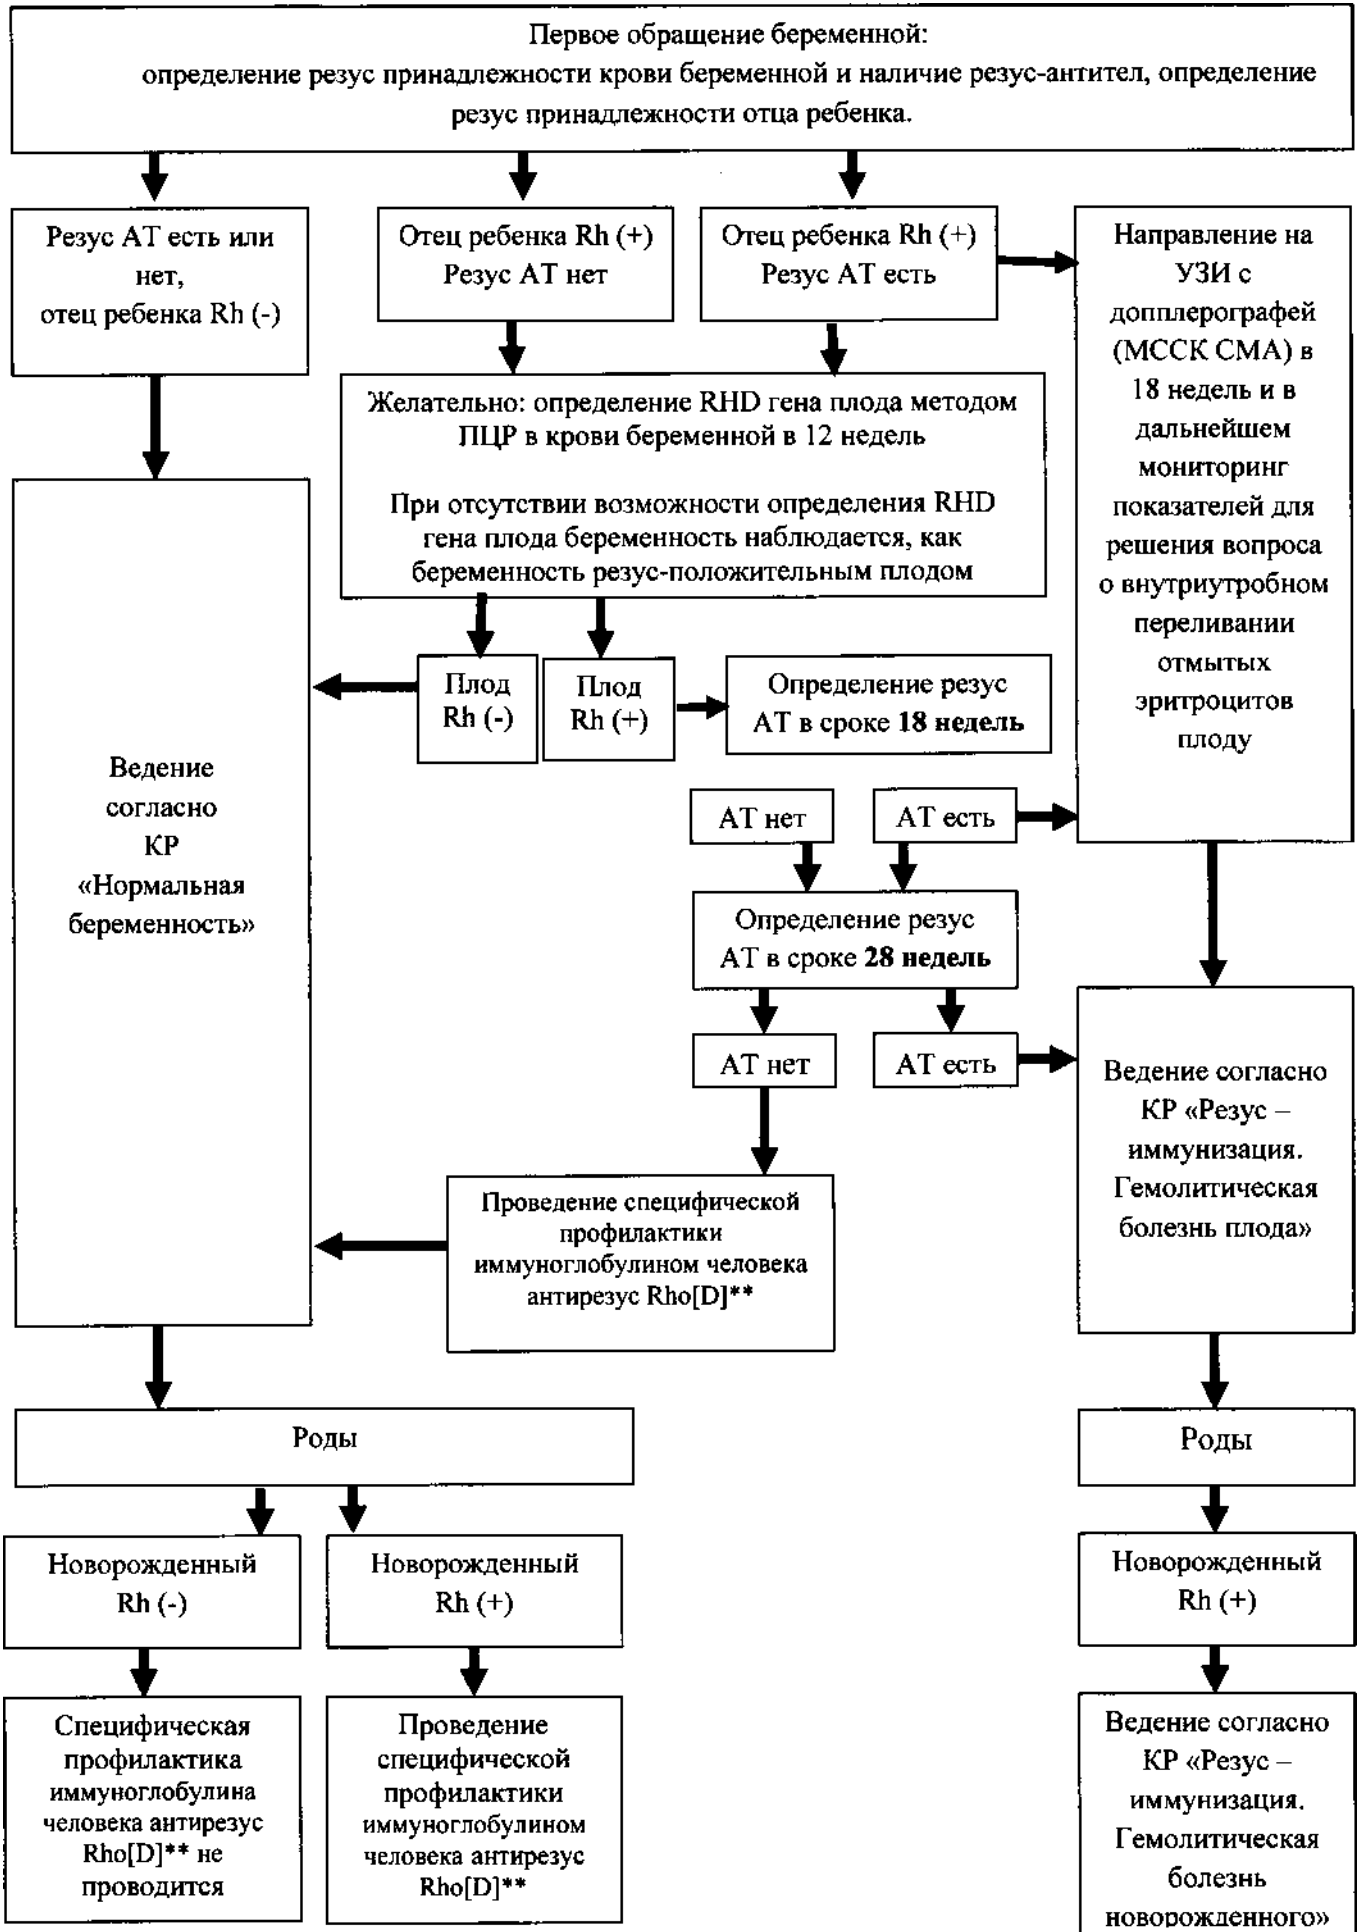 Первое обращение беременной:
определение резус принадлежности крови беременной и наличие резус-антител, определение
резус принадлежности отца ребенка.
Резус АТ есть или
нет,
отец ребенка Rh (-)
Отец ребенка Rh (+)
Резус АТ нет
Отец ребенка Rh (+)
Резус АТ есть
Направление на
УЗИ с
допплерографей
(МССК СМА) в
18 недель и в
дальнейшем
мониторинг
показателей для
решения вопроса
о внутриутробном
переливании
отмытых
эритроцитов
плоду
Желательно: определение RHD гена плода методом
ПЦР в крови беременной в 12 недель
При отсутствии возможности определения RHD
гена плода беременность наблюдается, как
беременность резус-положительным плодом
Плод
Rh (-)
Плод
Rh (+)
Определение резус
АТ в сроке 18 недель
Ведение
согласно
КР
«Нормальная
беременность»
АТ нет
АТ есть
Определение резус
АТ в сроке 28 недель
АТ нет
АТ есть
Ведение согласно
КР «Резус –
иммунизация.
Гемолитическая
болезнь плода»
Проведение специфической
профилактики
иммуноглобулином человека
антирезус Rho[D]**
Роды
Роды
Новорожденный
Rh (-)
Новорожденный
Rh (+)
Новорожденный
Rh (+)
Специфическая
профилактика
иммуноглобулина
человека антирезус
Rho[D]** не
проводится
Проведение
специфической
профилактики
иммуноглобулином
человека антирезус
Rho[D]**
Ведение согласно
КР «Резус –
иммунизация.
Гемолитическая
болезнь
новорожденного»